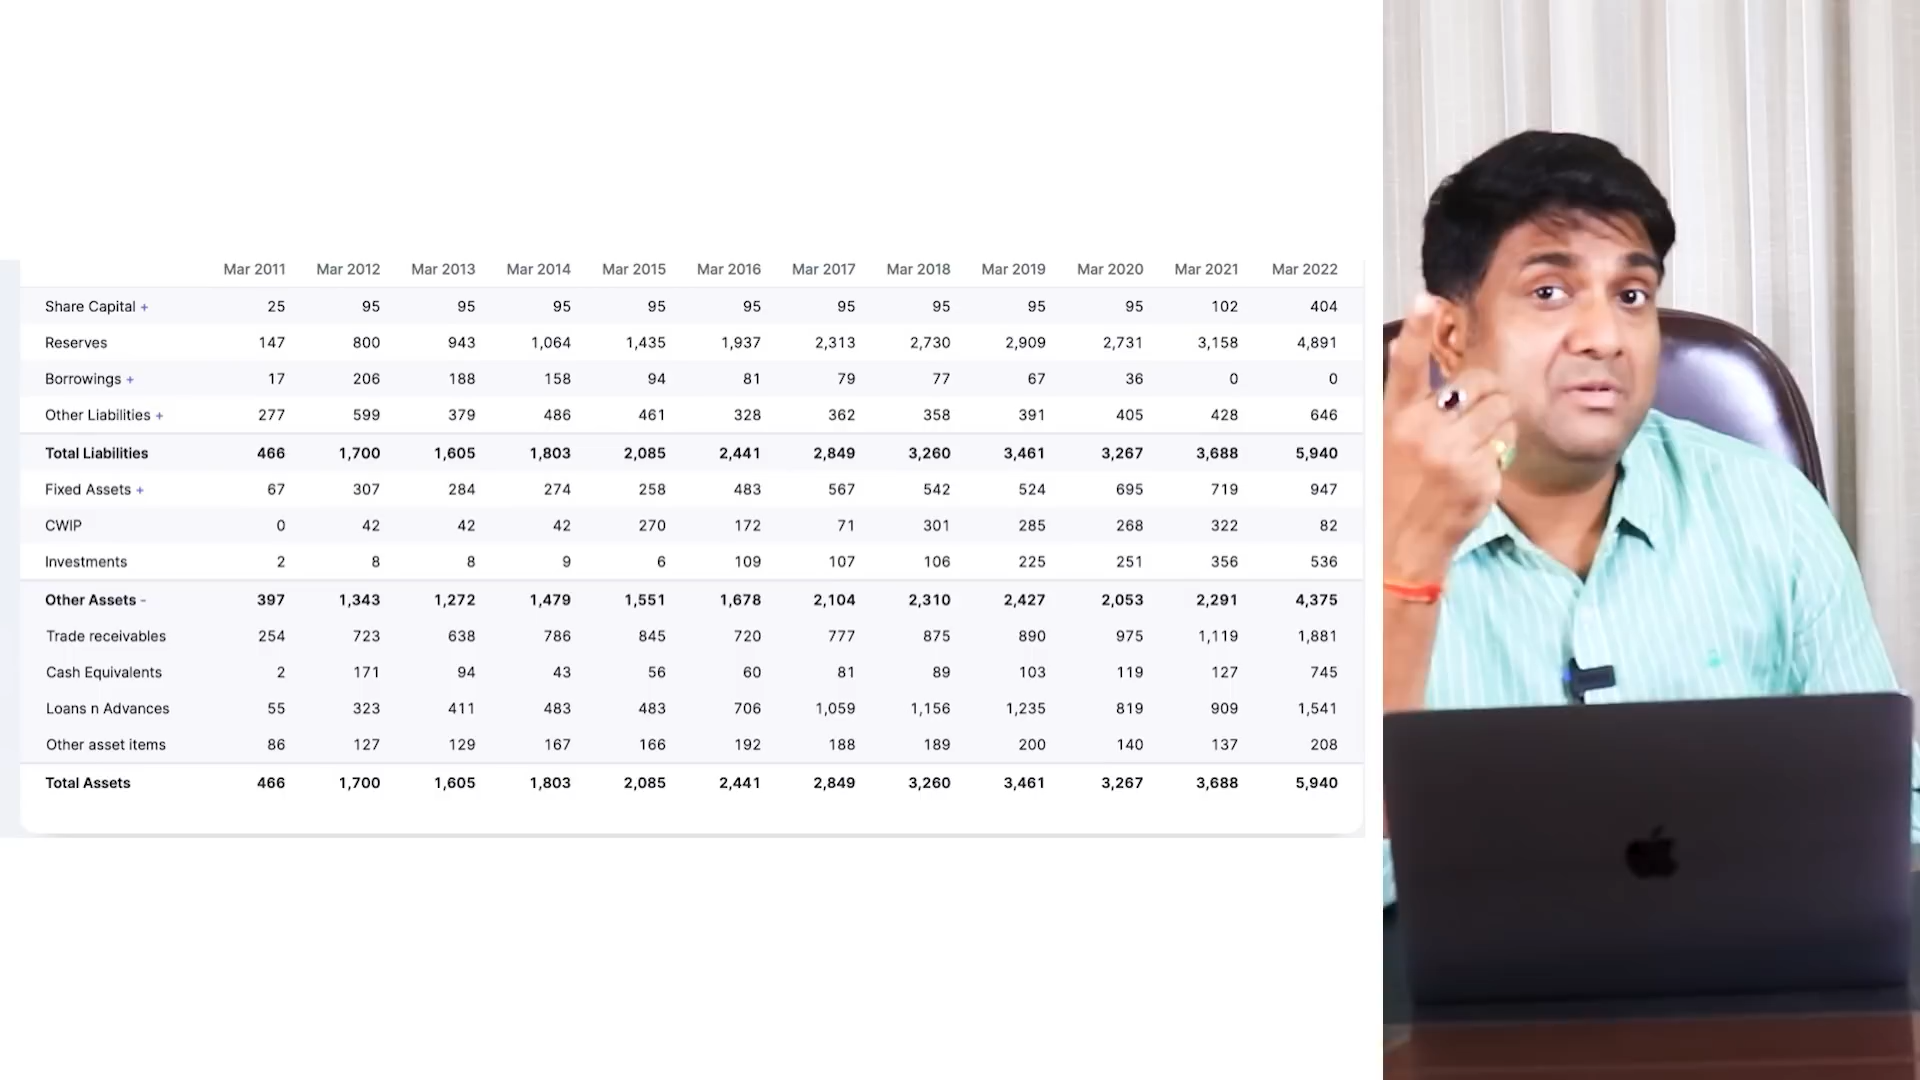 Mar 2011 Mar 2012 Mar 2013 Mar 2014 Mar 2015 Mar 2016 Mar 2017 Mar 2018 Mar 2019 Mar 2020 Mar 2021 Mar 2022
Share Capital + 25 95 95 95 95 95 95 95 95 95 102 404
Reserves 147 800 943 1,064 1,435 1,937 2,313 2,730 2,909 2,731 3,158 4,891
Borrowings + 17 206 188 158 94 81 79 77 67 36 0 0
Other Liabilities + 277 599 379 486 461 328 362 358 391 405 428 646
Total Liabilities 466 1,700 1,605 1,803 2,085 2,441 2,849 3,260 3,461 3,267 3,688 5,940
Fixed Assets + 67 307 284 274 258 483 567 542 524 695 719 947
CWIP 0 42 42 42 270 172 71 301 285 268 322 82
Investments 2 8 8 9 6 109 107 106 225 251 356 536
Other Assets - 397 1,343 1,272 1,479 1,551 1,678 2,104 2,310 2,427 2,053 2,291 4,375
Trade receivables 254 723 638 786 845 720 777 875 890 975 1,119 1,881
Cash Equivalents 2 171 94 43 56 60 81 89 103 119 127 745
Loans n Advances 55 323 411 483 483 706 1,059 1,156 1,235 819 909 1,541
Other asset items 86 127 129 167 166 192 188 189 200 140 137 208
Total Assets 466 1,700 1,605 1,803 2,085 2,441 2,849 3,260 3,461 3,267 3,688 5,940